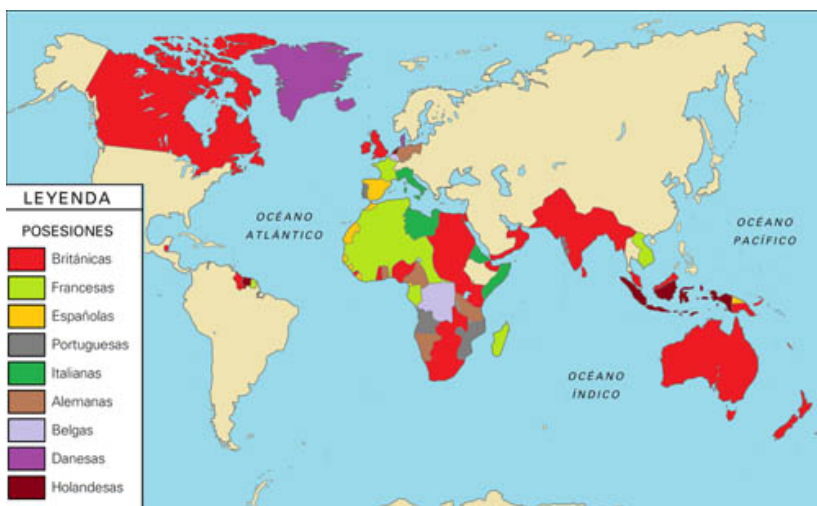 OCÉANO
ATLÁNTICO
OCÉANO
PACÍFICO
OCÉANO
ÍNDICO
LEYENDA
POSESIONES
Británicas
Francesas
Españolas
Portuguesas
Italianas
Alemanas
Belgas
Danesas
Holandesas